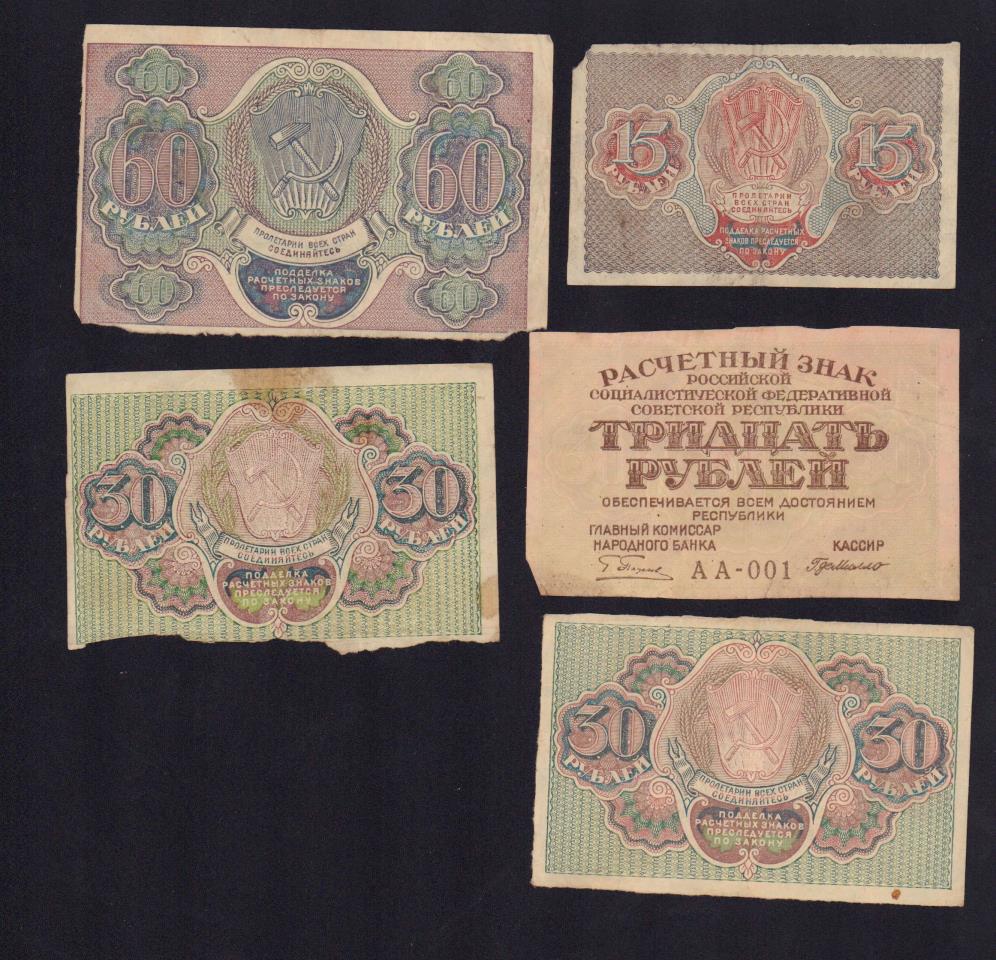 60 60
60 60
РУБЛЕЙ РУБЛЕЙ
ПРОЛЕТАРИИ ВСЕХ СТРАН
СОЕДИНЯЙТЕСЬ
ПОДДЕЛКА
РАСЧЕТНЫХ ЗНАКОВ
ПРЕСЛЕДУЕТСЯ
ПО ЗАКОНУ
60 60
15 15
РУБЛЕЙ РУБЛЕЙ
ПРОЛЕТАРИИ
ВСЕХ СТРАН
СОЕДИНЯЙТЕСЬ
ПОДДЕЛКА РАСЧЕТНЫХ
ЗНАКОВ ПРЕСЛЕДУЕТСЯ
ПО ЗАКОНУ
30 30
РУБЛЕЙ РУБЛЕЙ
ПРОЛЕТАРИИ ВСЕХ СТРАН
СОЕДИНЯЙТЕСЬ
ПОДДЕЛКА
РАСЧЕТНЫХ ЗНАКОВ
ПРЕСЛЕДУЕТСЯ
ПО ЗАКОНУ
РАСЧЕТНЫЙ ЗНАК
РОССИЙСКОЙ
СОЦИАЛИСТИЧЕСКОЙ ФЕДЕРАТИВНОЙ
СОВЕТСКОЙ РЕСПУБЛИКИ
ТРИДЦАТЬ
РУБЛЕЙ
ОБЕСПЕЧИВАЕТСЯ ВСЕМ ДОСТОЯНИЕМ
РЕСПУБЛИКИ
ГЛАВНЫЙ КОМИССАР
НАРОДНОГО БАНКА КАССИР
АА-001
30 30
РУБЛЕЙ РУБЛЕЙ
ПРОЛЕТАРИИ ВСЕХ СТРАН
СОЕДИНЯЙТЕСЬ
ПОДДЕЛКА
РАСЧЕТНЫХ ЗНАКОВ
ПРЕСЛЕДУЕТСЯ
ПО ЗАКОНУ